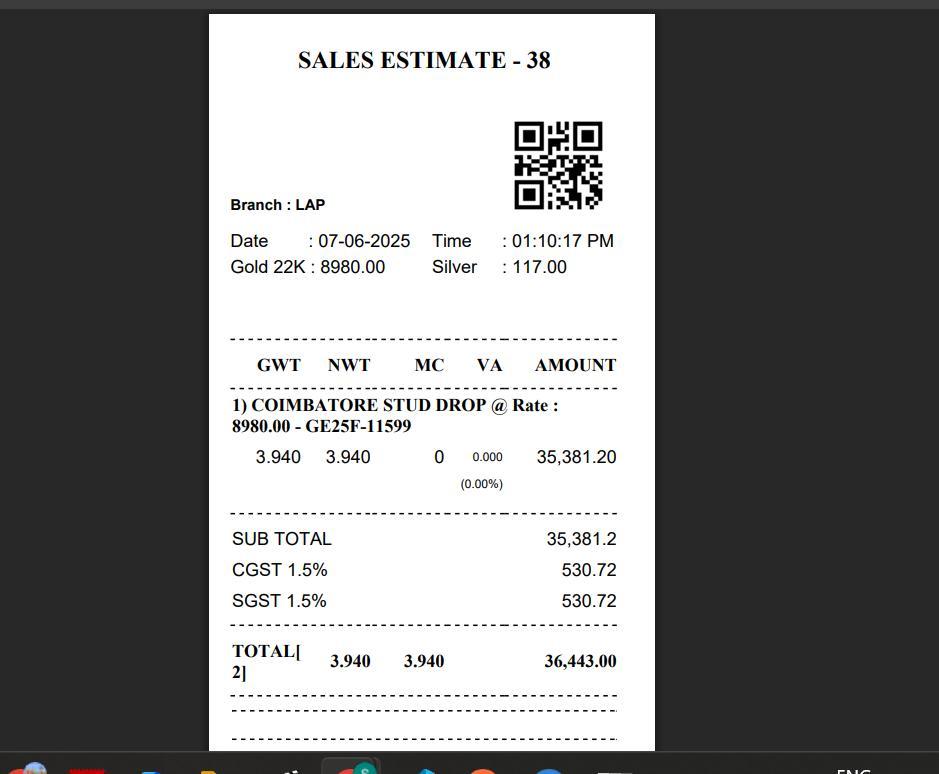 SALES ESTIMATE - 38
Branch : LAP
Date : 07-06-2025 Time : 01:10:17 PM
Gold 22K : 8980.00 Silver : 117.00
GWT NWT MC VA AMOUNT
1) COIMBATORE STUD DROP @ Rate :
8980.00 - GE25F-11599
3.940 3.940 0 0.000 35,381.20
(0.00%)
SUB TOTAL 35,381.2
CGST 1.5% 530.72
SGST 1.5% 530.72
TOTAL[
2] 3.940 3.940 36,443.00
ENG